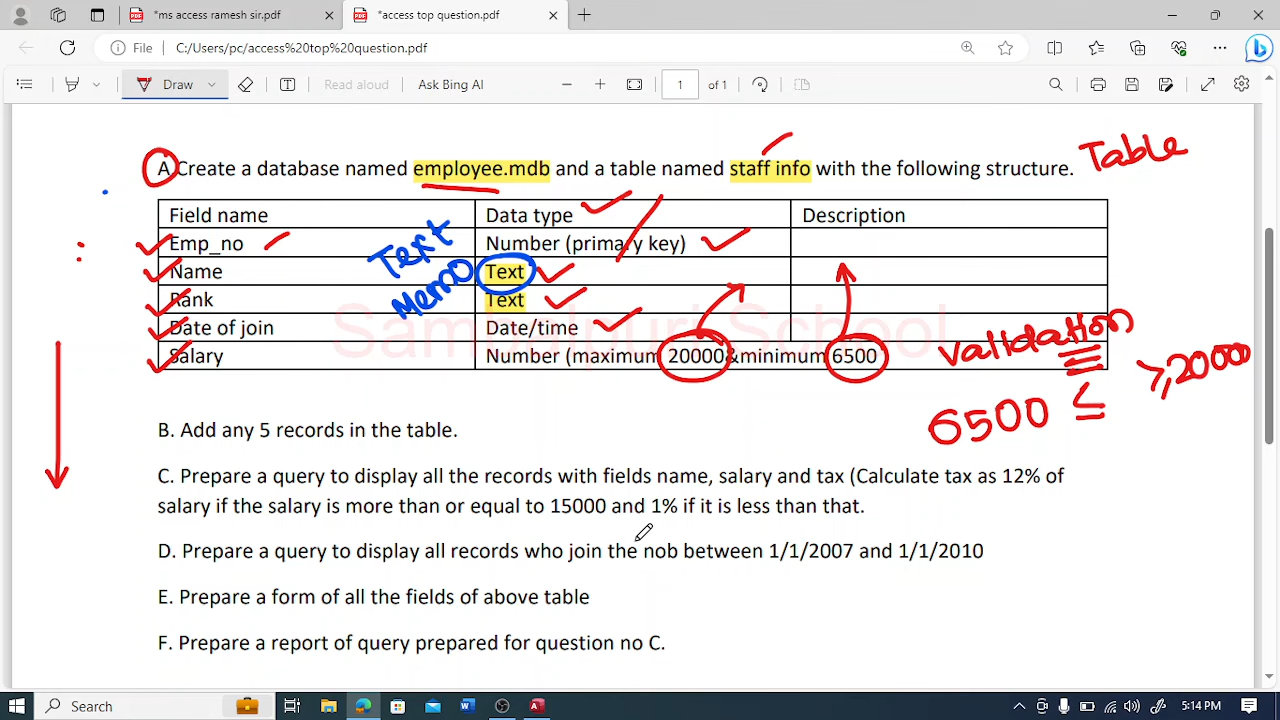 *ms access ramesh sir.pdf
*access top question.pdf
File
C:/Users/pc/access%20top%20question.pdf
Draw
Read aloud
Ask Bing AI
1
of 1
A.Create a database named employee.mdb and a table named staff info with the following structure.
Table
Field name
Data type
Description
Emp_no
Number (primary key)
Name
Text
Rank
Text
Date of join
Date/time
Salary
Number (maximum 20000&minimum 6500
Text
Memo
Validation
≥20000
6500 ≤
Sambalpuri School
B. Add any 5 records in the table.
C. Prepare a query to display all the records with fields name, salary and tax (Calculate tax as 12% of
salary if the salary is more than or equal to 15000 and 1% if it is less than that.
D. Prepare a query to display all records who join the nob between 1/1/2007 and 1/1/2010
E. Prepare a form of all the fields of above table
F. Prepare a report of query prepared for question no C.
Search
ENG
5:14 PM